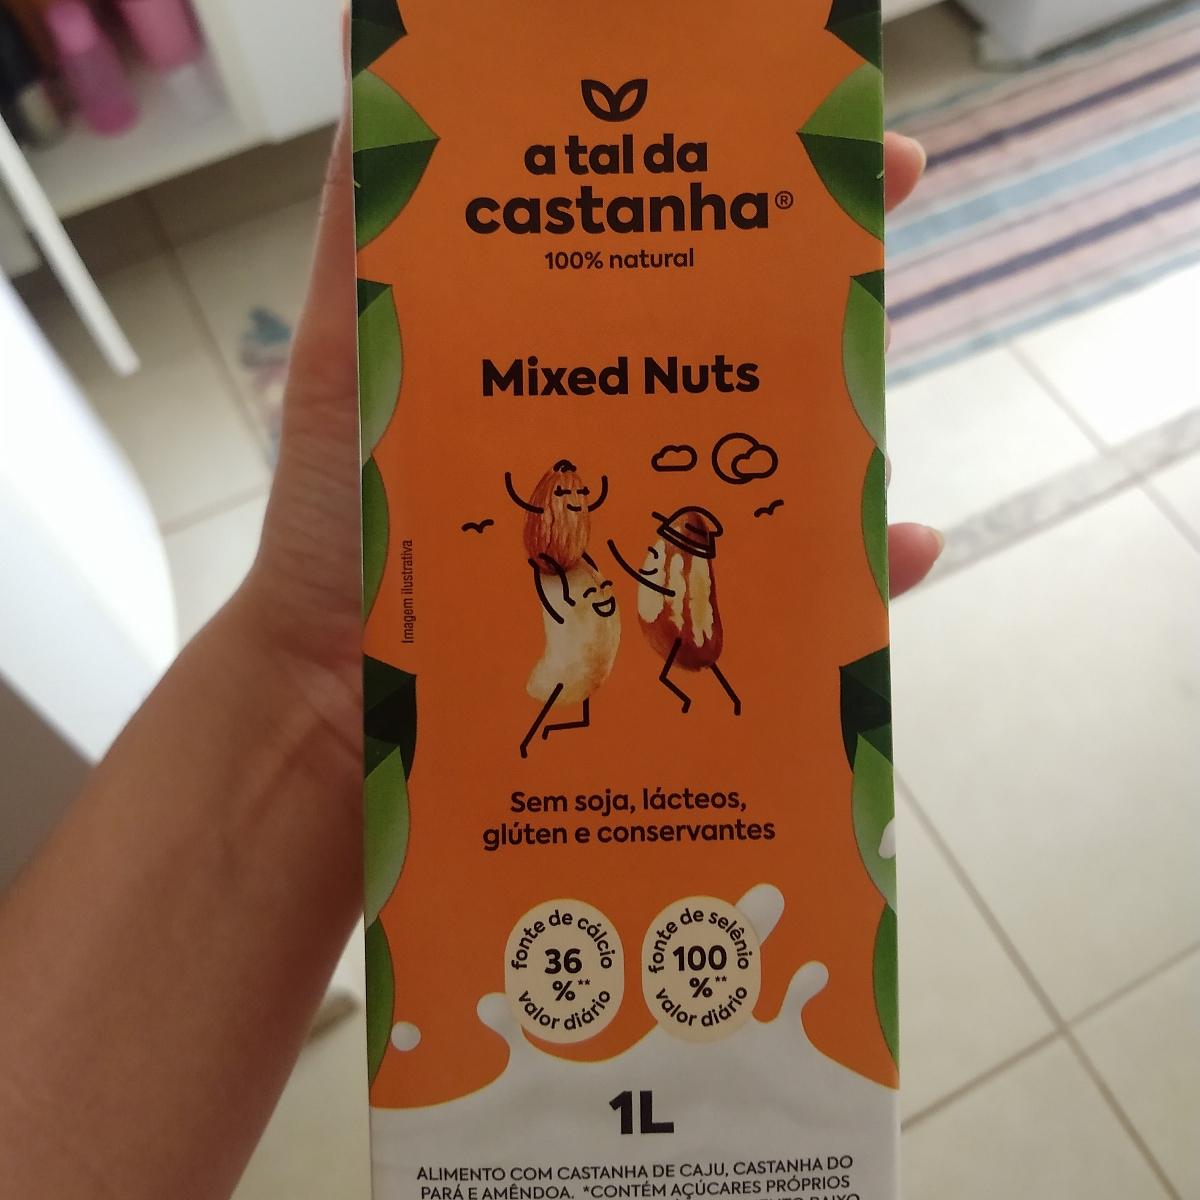 a tal da
castanha®
100% natural
Mixed Nuts
Imagem ilustrativa
Sem soja, lácteos,
glúten e conservantes
fonte de cálcio
36
%**
valor diário
fonte de selênio
100
%**
valor diário
1L
ALIMENTO COM CASTANHA DE CAJU, CASTANHA DO
PARÁ E AMÊNDOA. *CONTÉM AÇÚCARES PRÓPRIOS
BAIXO